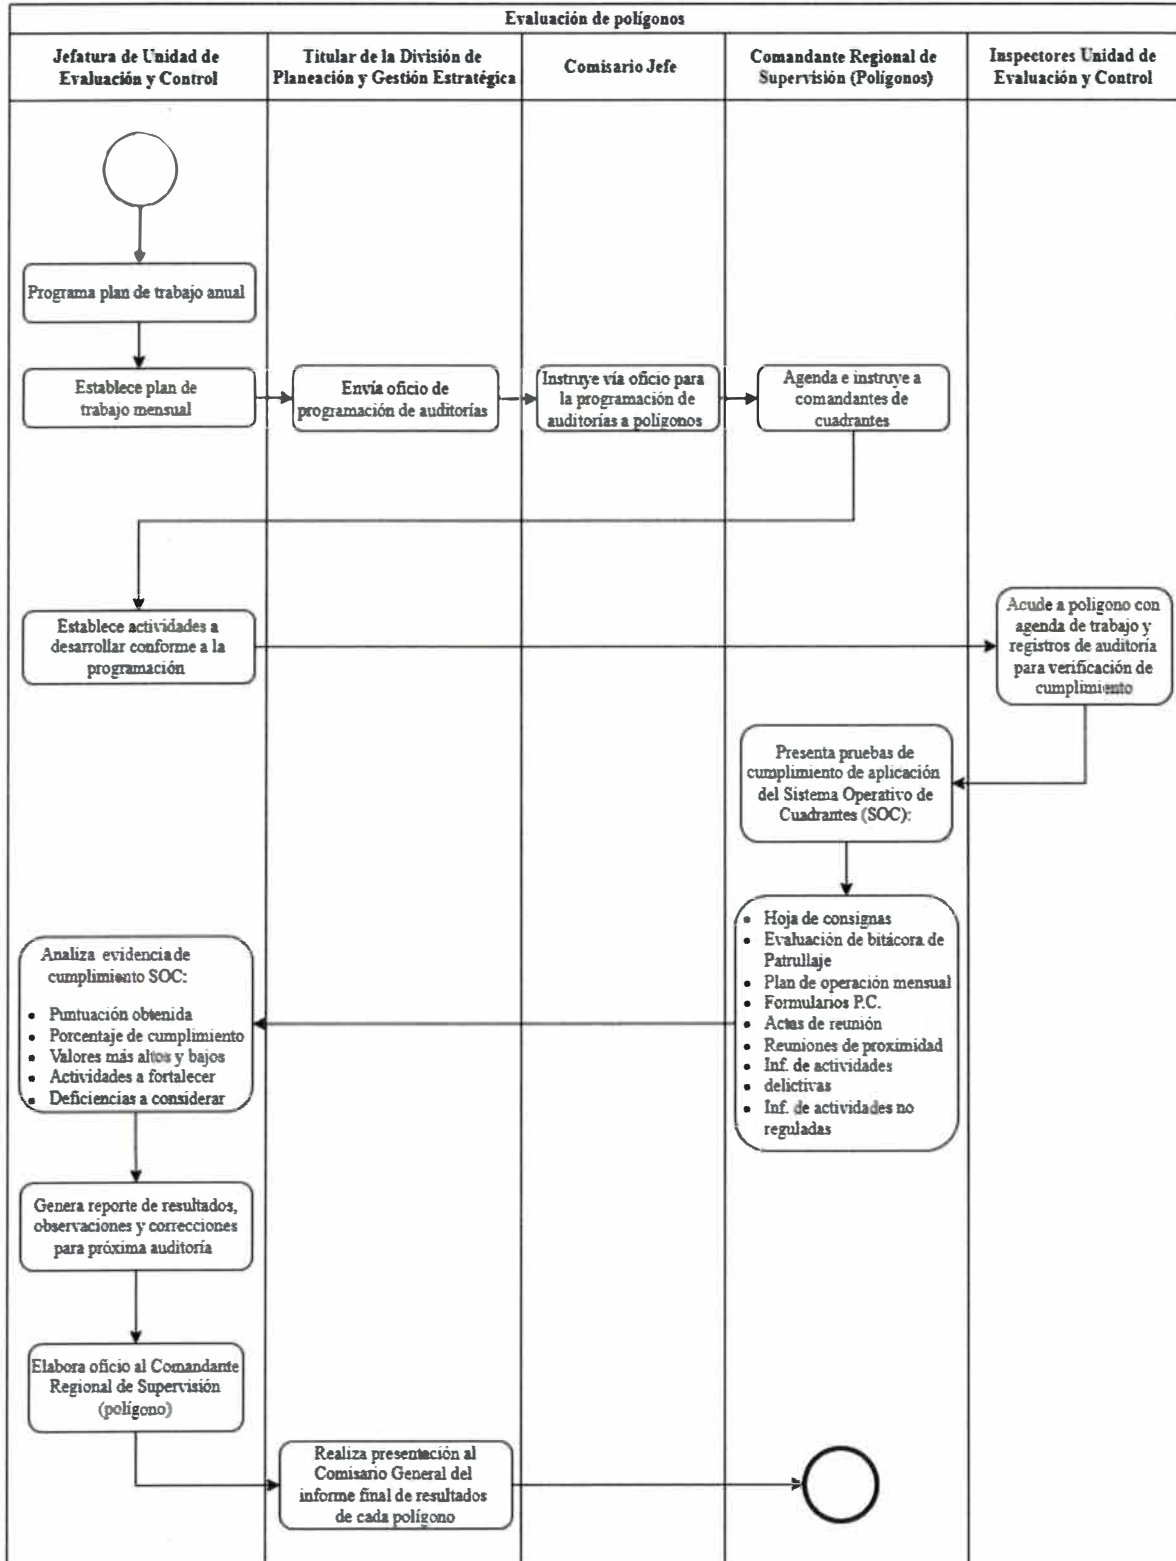 Evaluación de polígonos
Jefatura de Unidad de
Evaluación y Control
Titular de la División de
Planeación y Gestión Estratégica
Comisario Jefe
Comandante Regional de
Supervisión (Polígonos)
Inspectores Unidad de
Evaluación y Control
Programa plan de trabajo anual
Establece plan de
trabajo mensual
Envía oficio de
programación de auditorías
Instruye vía oficio para
la programación de
auditorías a polígonos
Agenda e instruye a
comandantes de
cuadrantes
Establece actividades a
desarrollar conforme a la
programación
Acude a polígono con
agenda de trabajo y
registros de auditoría
para verificación de
cumplimiento
Presenta pruebas de
cumplimiento de aplicación
del Sistema Operativo de
Cuadrantes (SOC):
• Hoja de consignas
• Evaluación de bitácora de
Patrullaje
• Plan de operación mensual
• Formularios P.C.
• Actas de reunión
• Reuniones de proximidad
• Inf. de actividades
• delictivas
• Inf. de actividades no
reguladas
Analiza evidencia de
cumplimiento SOC:
• Puntuación obtenida
• Porcentaje de cumplimiento
• Valores más altos y bajos
• Actividades a fortalecer
• Deficiencias a considerar
Genera reporte de resultados,
observaciones y correcciones
para próxima auditoría
Elabora oficio al Comandante
Regional de Supervisión
(polígono)
Realiza presentación al
Comisario General del
informe final de resultados
de cada polígono